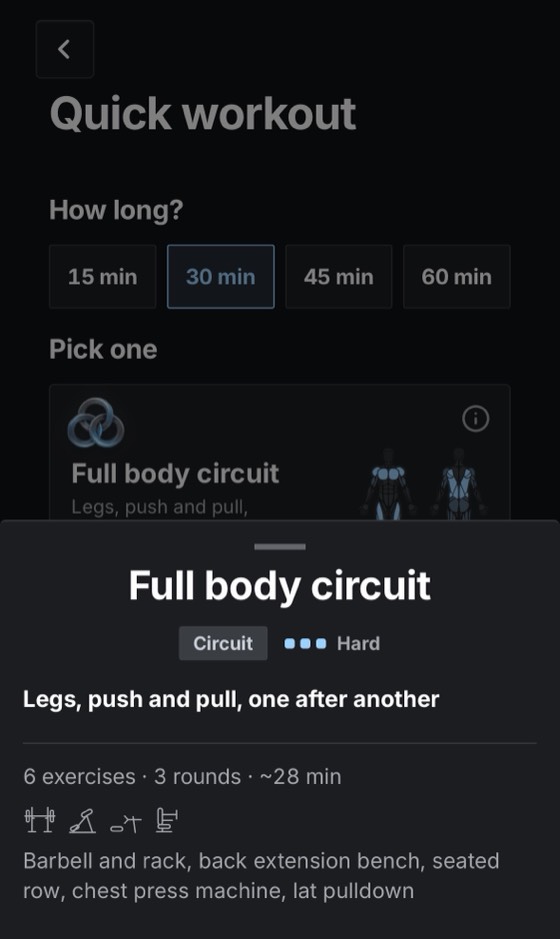 Quick workout
How long?
15 min 30 min 45 min 60 min
Pick one
Full body circuit
Legs, push and pull,
Full body circuit
Circuit Hard
Legs, push and pull, one after another
6 exercises · 3 rounds · ~28 min
Barbell and rack, back extension bench, seated
row, chest press machine, lat pulldown